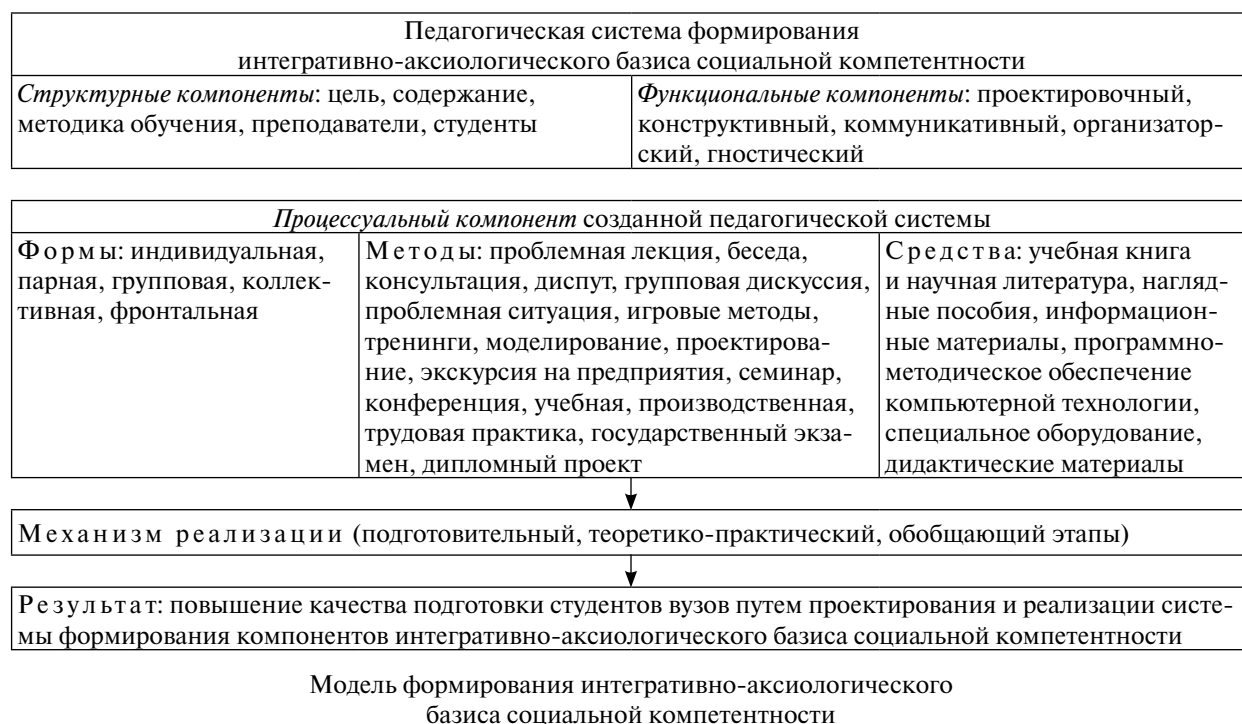 Педагогическая система формирования
интегративно-аксиологического базиса социальной компетентности
Структурные компоненты: цель, содержание,
методика обучения, преподаватели, студенты
Функциональные компоненты: проектировочный,
конструктивный, коммуникативный, организатор-
ский, гностический
Процессуальный компонент созданной педагогической системы
Формы: индивидуальная,
парная, групповая, коллек-
тивная, фронтальная
Методы: проблемная лекция, беседа,
консультация, диспут, групповая дискуссия,
проблемная ситуация, игровые методы,
тренинги, моделирование, проектирова-
ние, экскурсия на предприятия, семинар,
конференция, учебная, производственная,
трудовая практика, государственный экза-
мен, дипломный проект
Средства: учебная книга
и научная литература, нагляд-
ные пособия, информацион-
ные материалы, программно-
методическое обеспечение
компьютерной технологии,
специальное оборудование,
дидактические материалы
Механизм реализации (подготовительный, теоретико-практический, обобщающий этапы)
Результат: повышение качества подготовки студентов вузов путем проектирования и реализации систе-
мы формирования компонентов интегративно-аксиологического базиса социальной компетентности
Модель формирования интегративно-аксиологического
базиса социальной компетентности